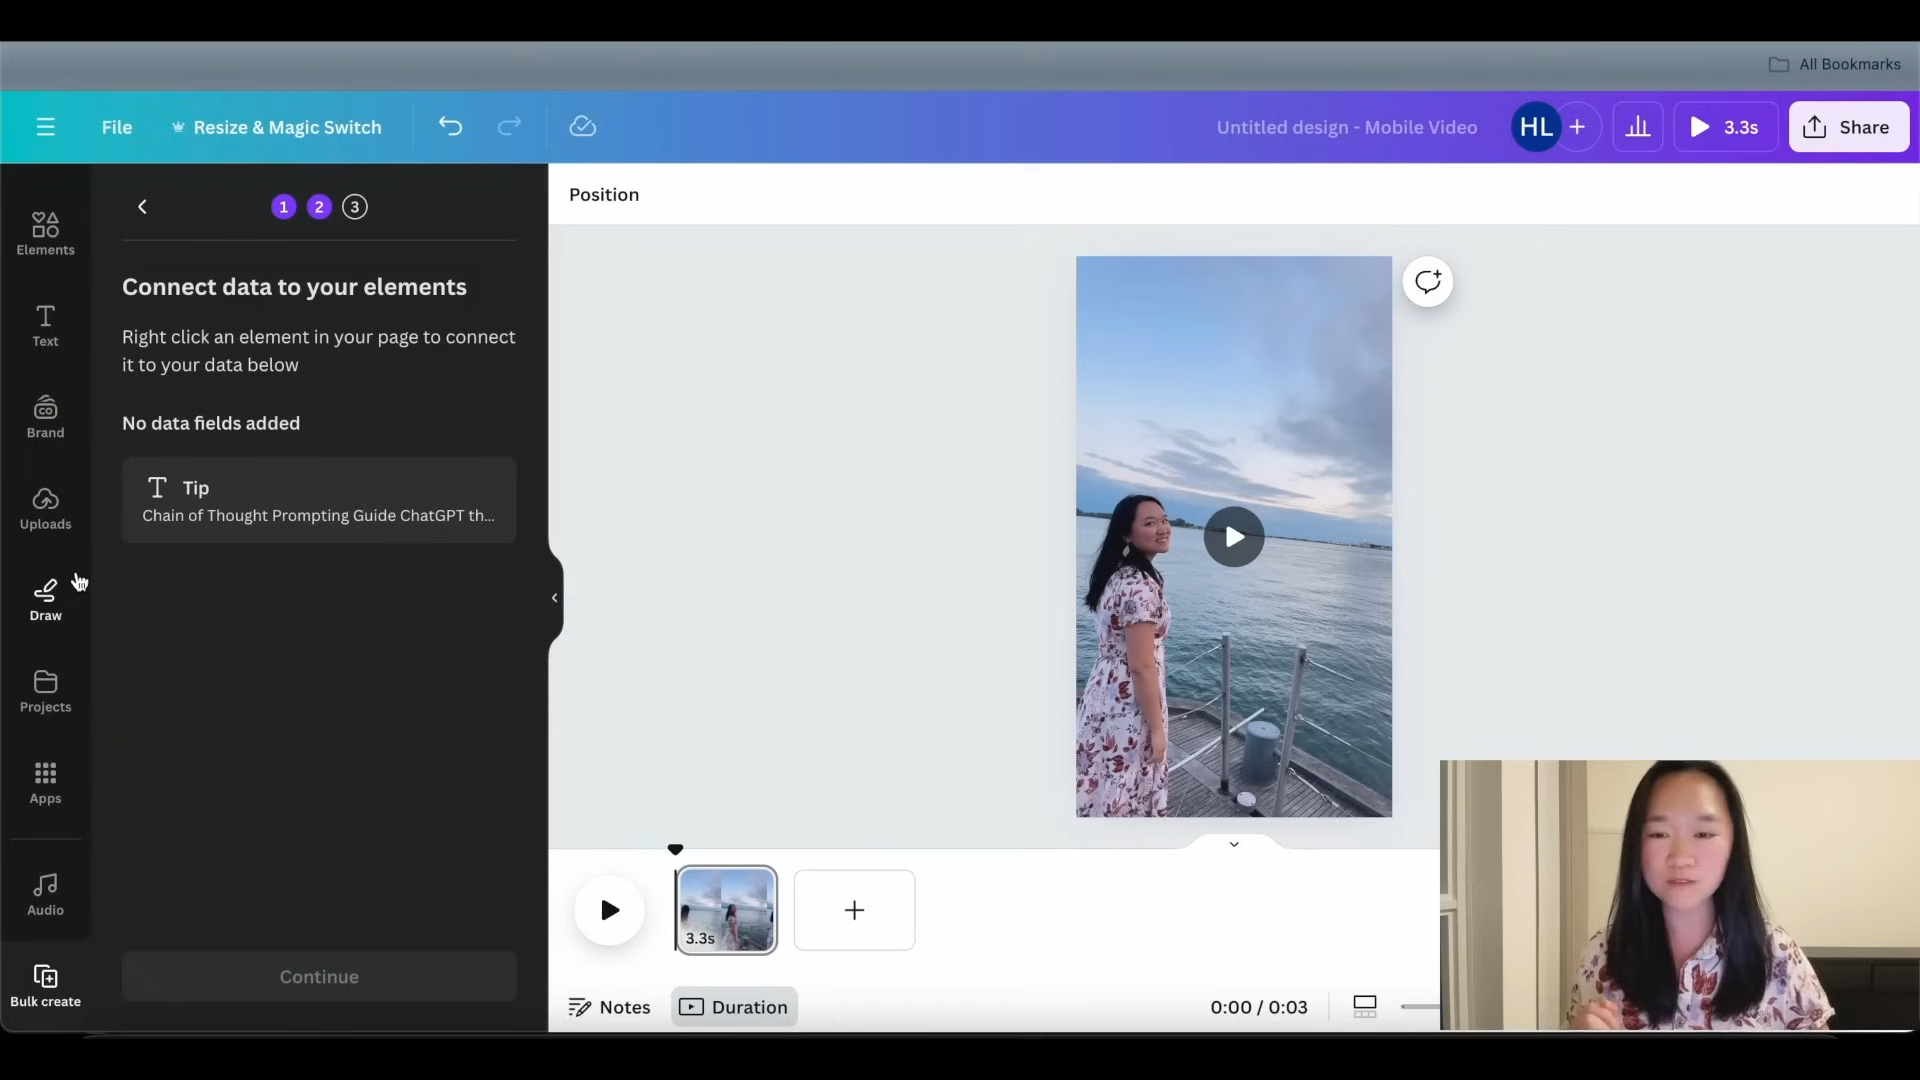 All Bookmarks
File
Resize & Magic Switch
Untitled design - Mobile Video
HL
3.3s
Share
Elements
Text
Brand
Uploads
Draw
Projects
Apps
Audio
Bulk create
1 2 3
Connect data to your elements
Right click an element in your page to connect
it to your data below
No data fields added
Tip
Chain of Thought Prompting Guide ChatGPT th...
Continue
Position
3.3s
Notes
Duration
0:00 / 0:03